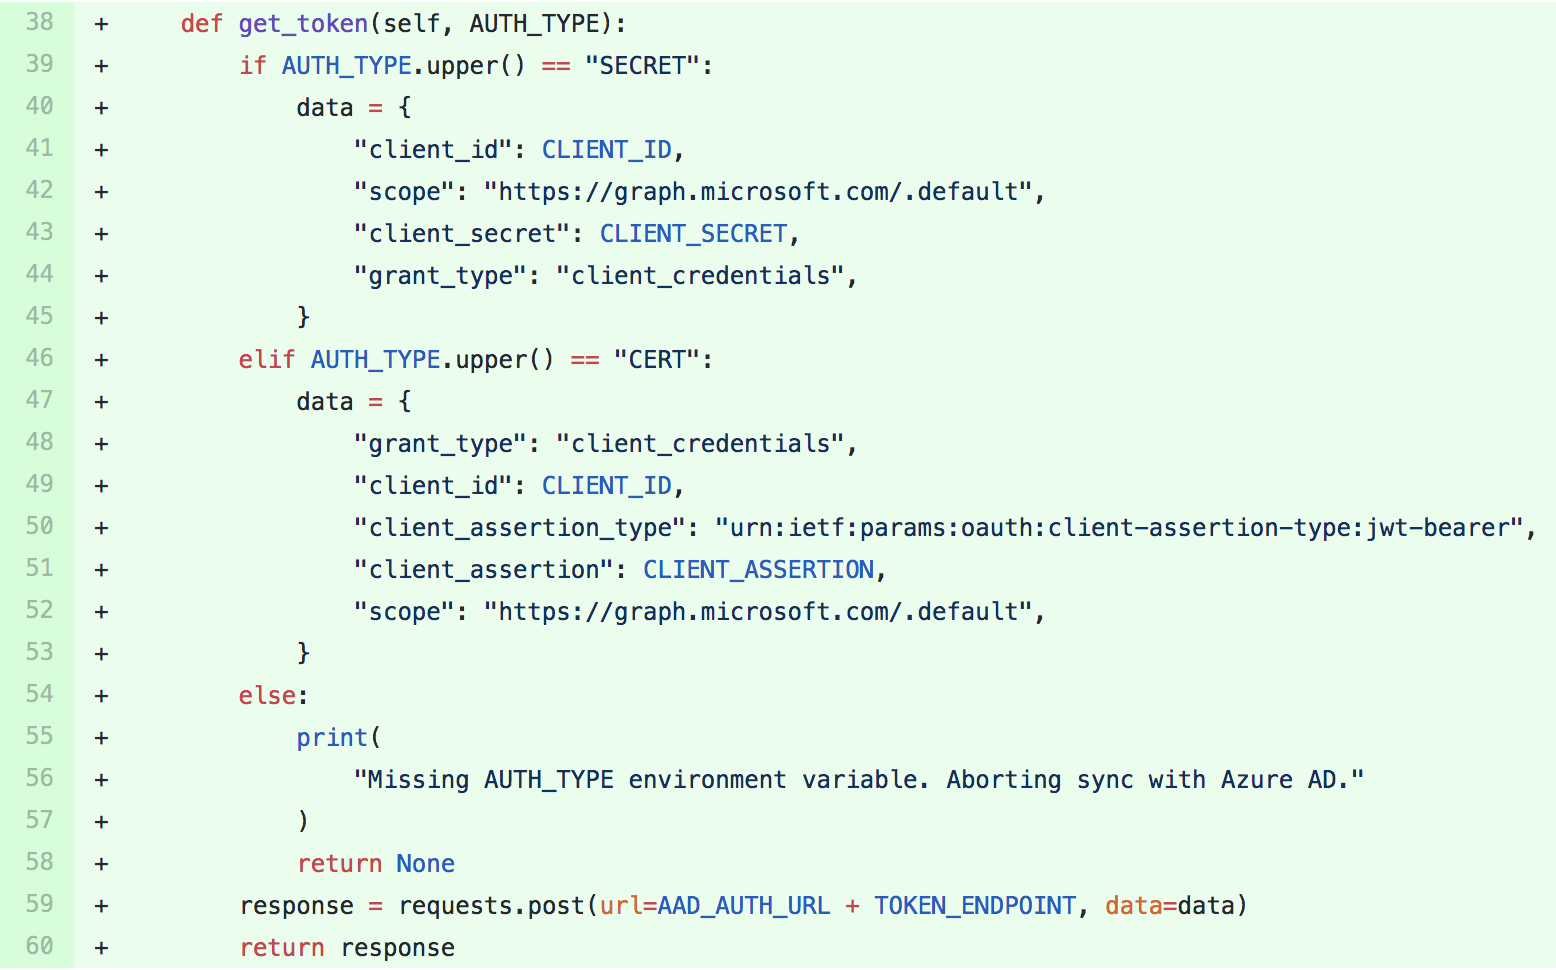 38 + def get_token(self, AUTH_TYPE):
39 + if AUTH_TYPE.upper() == "SECRET":
40 + data = {
41 + "client_id": CLIENT_ID,
42 + "scope": "https://graph.microsoft.com/.default",
43 + "client_secret": CLIENT_SECRET,
44 + "grant_type": "client_credentials",
45 + }
46 + elif AUTH_TYPE.upper() == "CERT":
47 + data = {
48 + "grant_type": "client_credentials",
49 + "client_id": CLIENT_ID,
50 + "client_assertion_type": "urn:ietf:params:oauth:client-assertion-type:jwt-bearer",
51 + "client_assertion": CLIENT_ASSERTION,
52 + "scope": "https://graph.microsoft.com/.default",
53 + }
54 + else:
55 + print(
56 + "Missing AUTH_TYPE environment variable. Aborting sync with Azure AD."
57 + )
58 + return None
59 + response = requests.post(url=AAD_AUTH_URL + TOKEN_ENDPOINT, data=data)
60 + return response